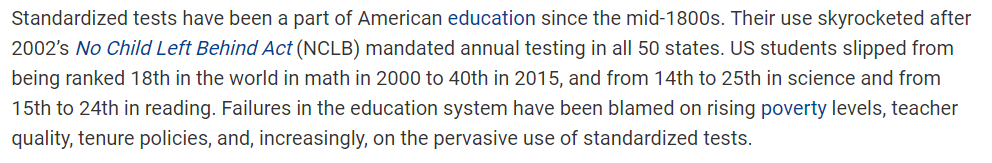 Standardized tests have been a part of American education since the mid-1800s. Their use skyrocketed after
2002’s No Child Left Behind Act (NCLB) mandated annual testing in all 50 states. US students slipped from
being ranked 18th in the world in math in 2000 to 40th in 2015, and from 14th to 25th in science and from
15th to 24th in reading. Failures in the education system have been blamed on rising poverty levels, teacher
quality, tenure policies, and, increasingly, on the pervasive use of standardized tests.